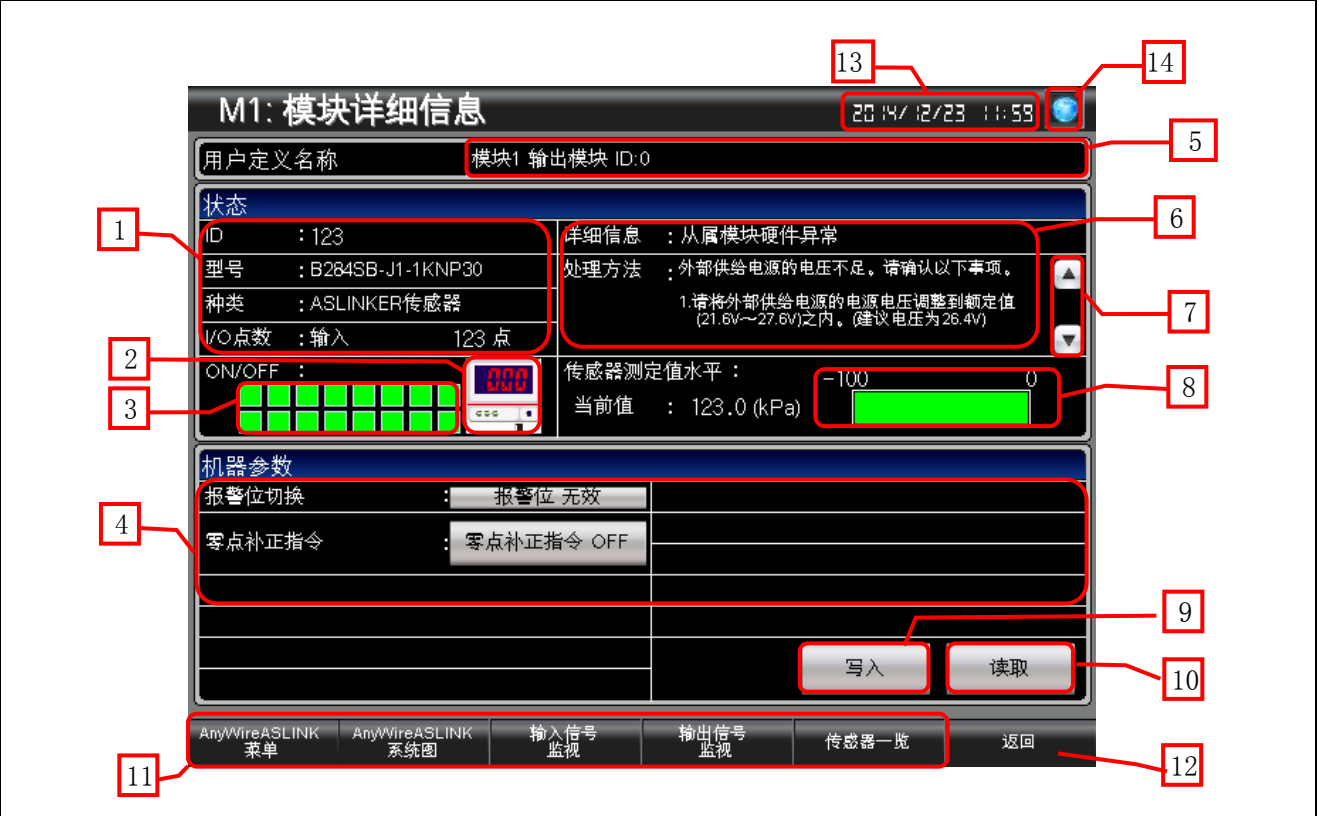 13
14
M1: 模块详细信息
2014/12/23 11:59
5
用户定义名称
模块1 输出模块 ID:0
状态
1
6
ID :123
详细信息 :从属模块硬件异常
型号 :B284SB-J1-1KNP30
处理方法 :外部供给电源的电压不足。请确认以下事项。
种类 :ASLINKER传感器
1.请将外部供给电源的电源电压调整到额定值
(21.6V～27.6V)之内。(建议电压为26.4V)
7
I/O点数 :输入 123 点
2
ON/OFF :
000
传感器测定值水平 :
-100 0
8
3
当前值 : 123.0 (kPa)
机器参数
4
报警位切换 : 报警位 无效
零点补正指令 : 零点补正指令 OFF
9
写入
读取
10
AnyWireASLINK
菜单
AnyWireASLINK
系统图
输入信号
监视
输出信号
监视
传感器一览
返回
11
12